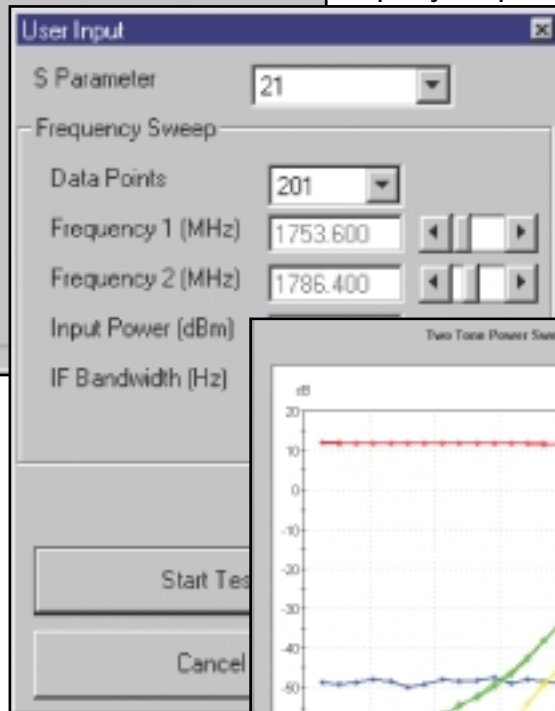 User Input
S Parameter
21
Frequency Sweep
Data Points
201
Frequency 1 (MHz)
1753.600
Frequency 2 (MHz)
1786.400
Input Power (dBm)
IF Bandwidth (Hz)
Start Tes
Cancel
Two Tone Power
dB
20
10
0
-10
-20
-30
-40
-50